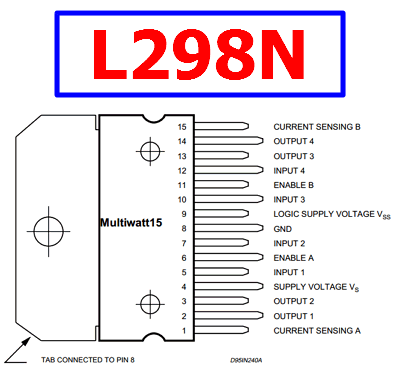 L298N
Multiwatt15
15 CURRENT SENSING B
14 OUTPUT 4
13 OUTPUT 3
12 INPUT 4
11 ENABLE B
10 INPUT 3
9 LOGIC SUPPLY VOLTAGE VSS
8 GND
7 INPUT 2
6 ENABLE A
5 INPUT 1
4 SUPPLY VOLTAGE VS
3 OUTPUT 2
2 OUTPUT 1
1 CURRENT SENSING A
TAB CONNECTED TO PIN 8
D95IN240A